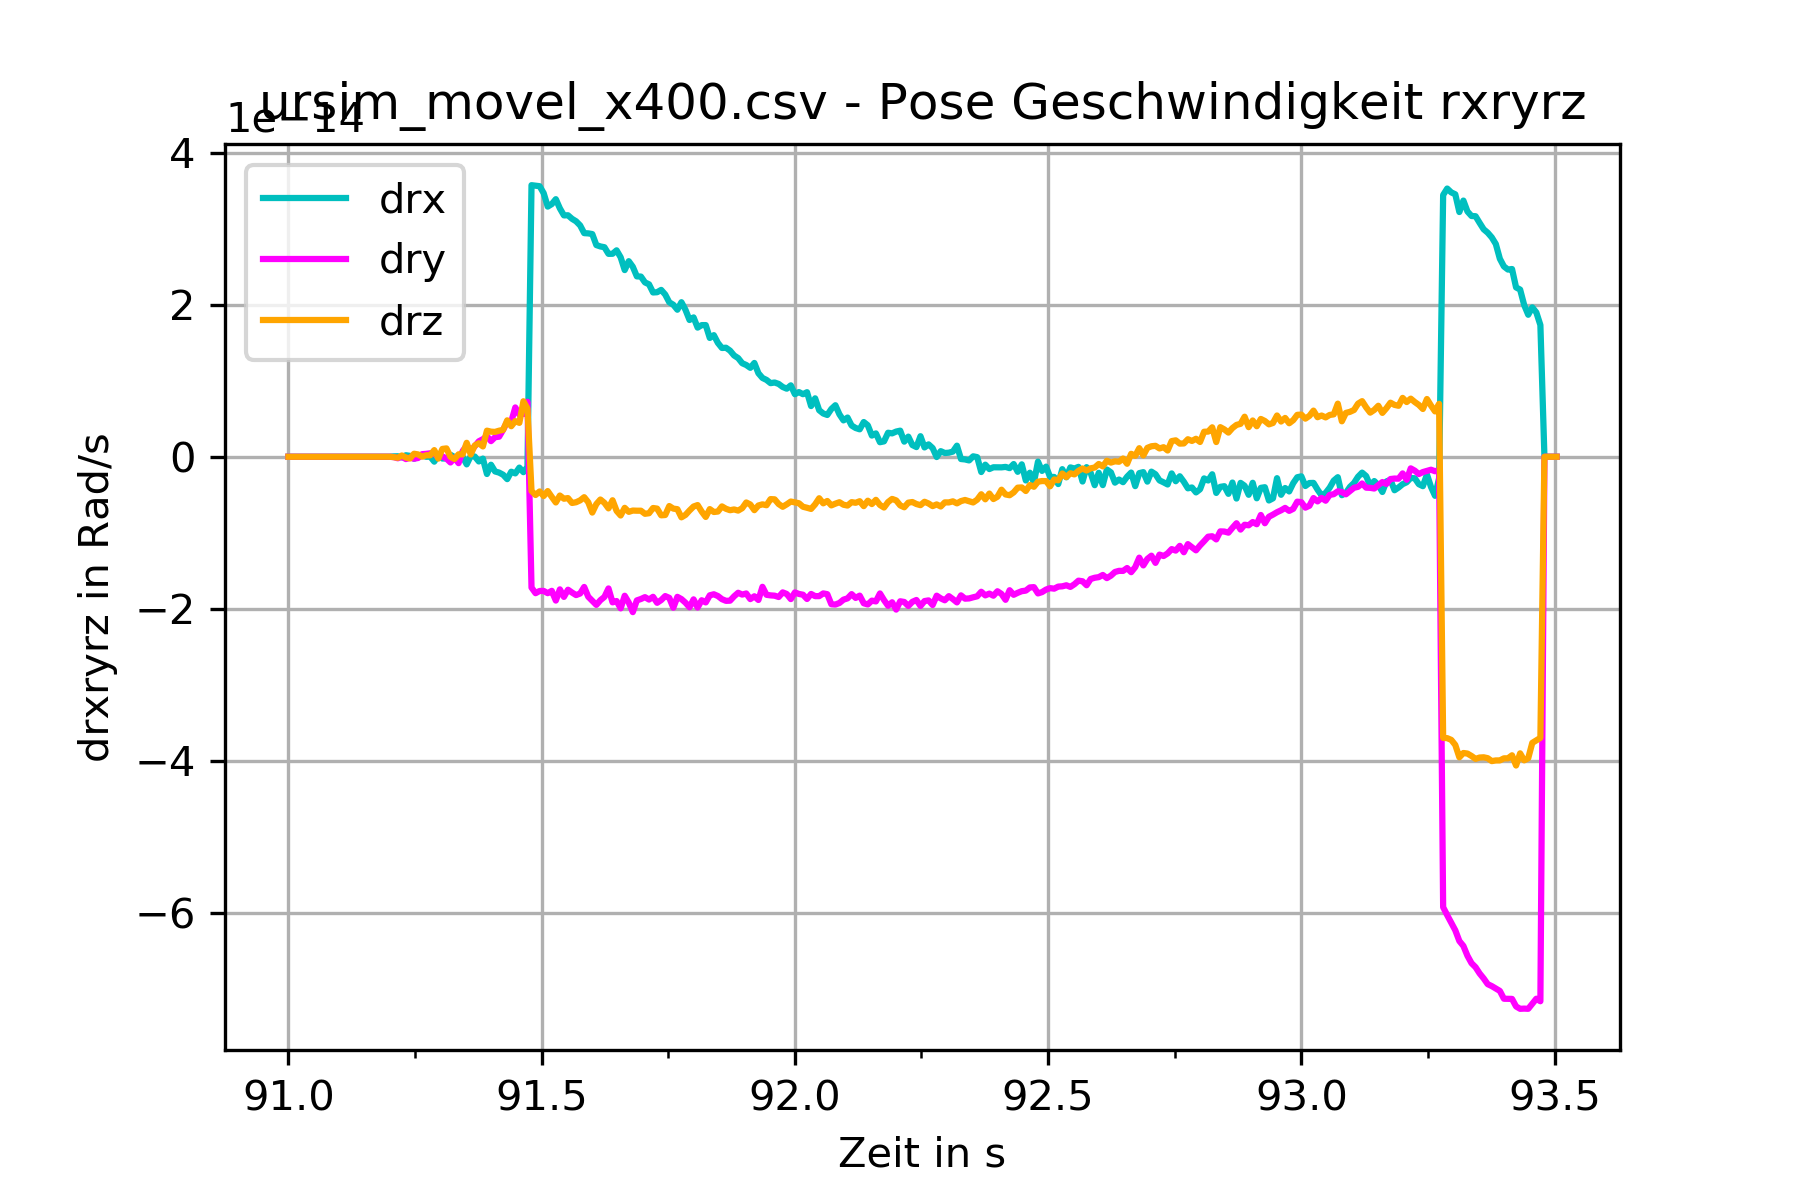 ursim_movel_x400.csv - Pose Geschwindigkeit rxryrz
1e−14
4
2
0
−2
−4
−6
drxryrz in Rad/s
drx
dry
drz
91.0 91.5 92.0 92.5 93.0 93.5
Zeit in s